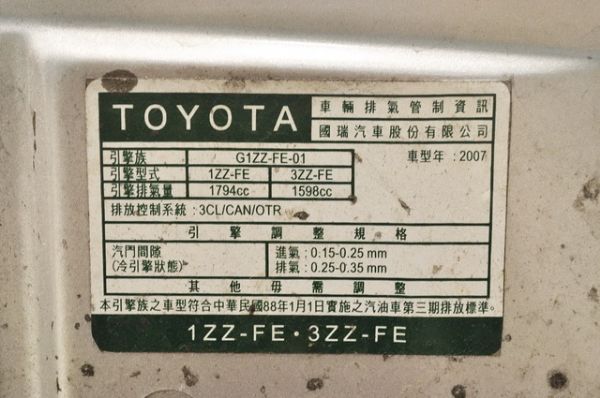 TOYOTA
車輛排氣管制資訊
國瑞汽車股份有限公司
引擎族 G1ZZ-FE-01 車型年:2007
引擎型式 1ZZ-FE 3ZZ-FE
引擎排氣量 1794cc 1598cc
排放控制系統:3CL/CAN/OTR
引擎調整規格
汽門間隙 進氣:0.15-0.25 mm
(冷引擎狀態) 排氣:0.25-0.35 mm
其他毋需調整
本引擎族之車型符合中華民國88年1月1日實施之汽油車第三期排放標準。
1ZZ-FE·3ZZ-FE